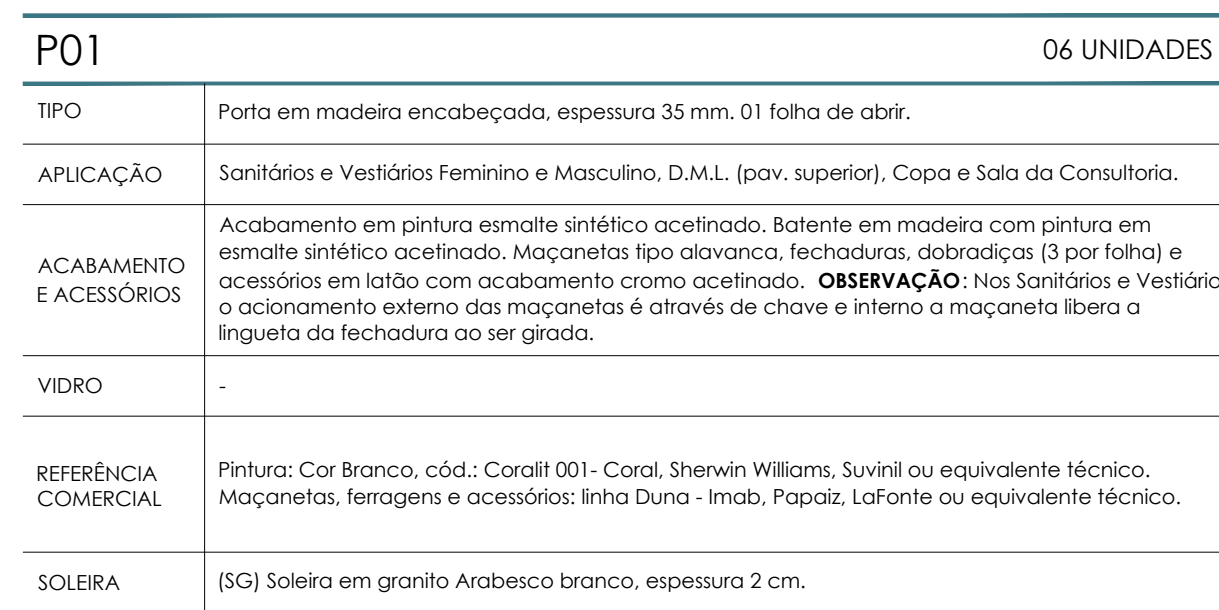 P01
06 UNIDADES
TIPO
Porta em madeira encabeçada, espessura 35 mm. 01 folha de abrir.
APLICAÇÃO
Sanitários e Vestiários Feminino e Masculino, D.M.L. (pav. superior), Copa e Sala da Consultoria.
ACABAMENTO
E ACESSÓRIOS
Acabamento em pintura esmalte sintético acetinado. Batente em madeira com pintura em
esmalte sintético acetinado. Maçanetas tipo alavanca, fechaduras, dobradiças (3 por folha) e
acessórios em latão com acabamento cromo acetinado. OBSERVAÇÃO: Nos Sanitários e Vestiário
o acionamento externo das maçanetas é através de chave e interno a maçaneta libera a
lingueta da fechadura ao ser girada.
VIDRO
-
REFERÊNCIA
COMERCIAL
Pintura: Cor Branco, cód.: Coralit 001- Coral, Sherwin Williams, Suvinil ou equivalente técnico.
Maçanetas, ferragens e acessórios: linha Duna - Imab, Papaiz, LaFonte ou equivalente técnico.
SOLEIRA
(SG) Soleira em granito Arabesco branco, espessura 2 cm.